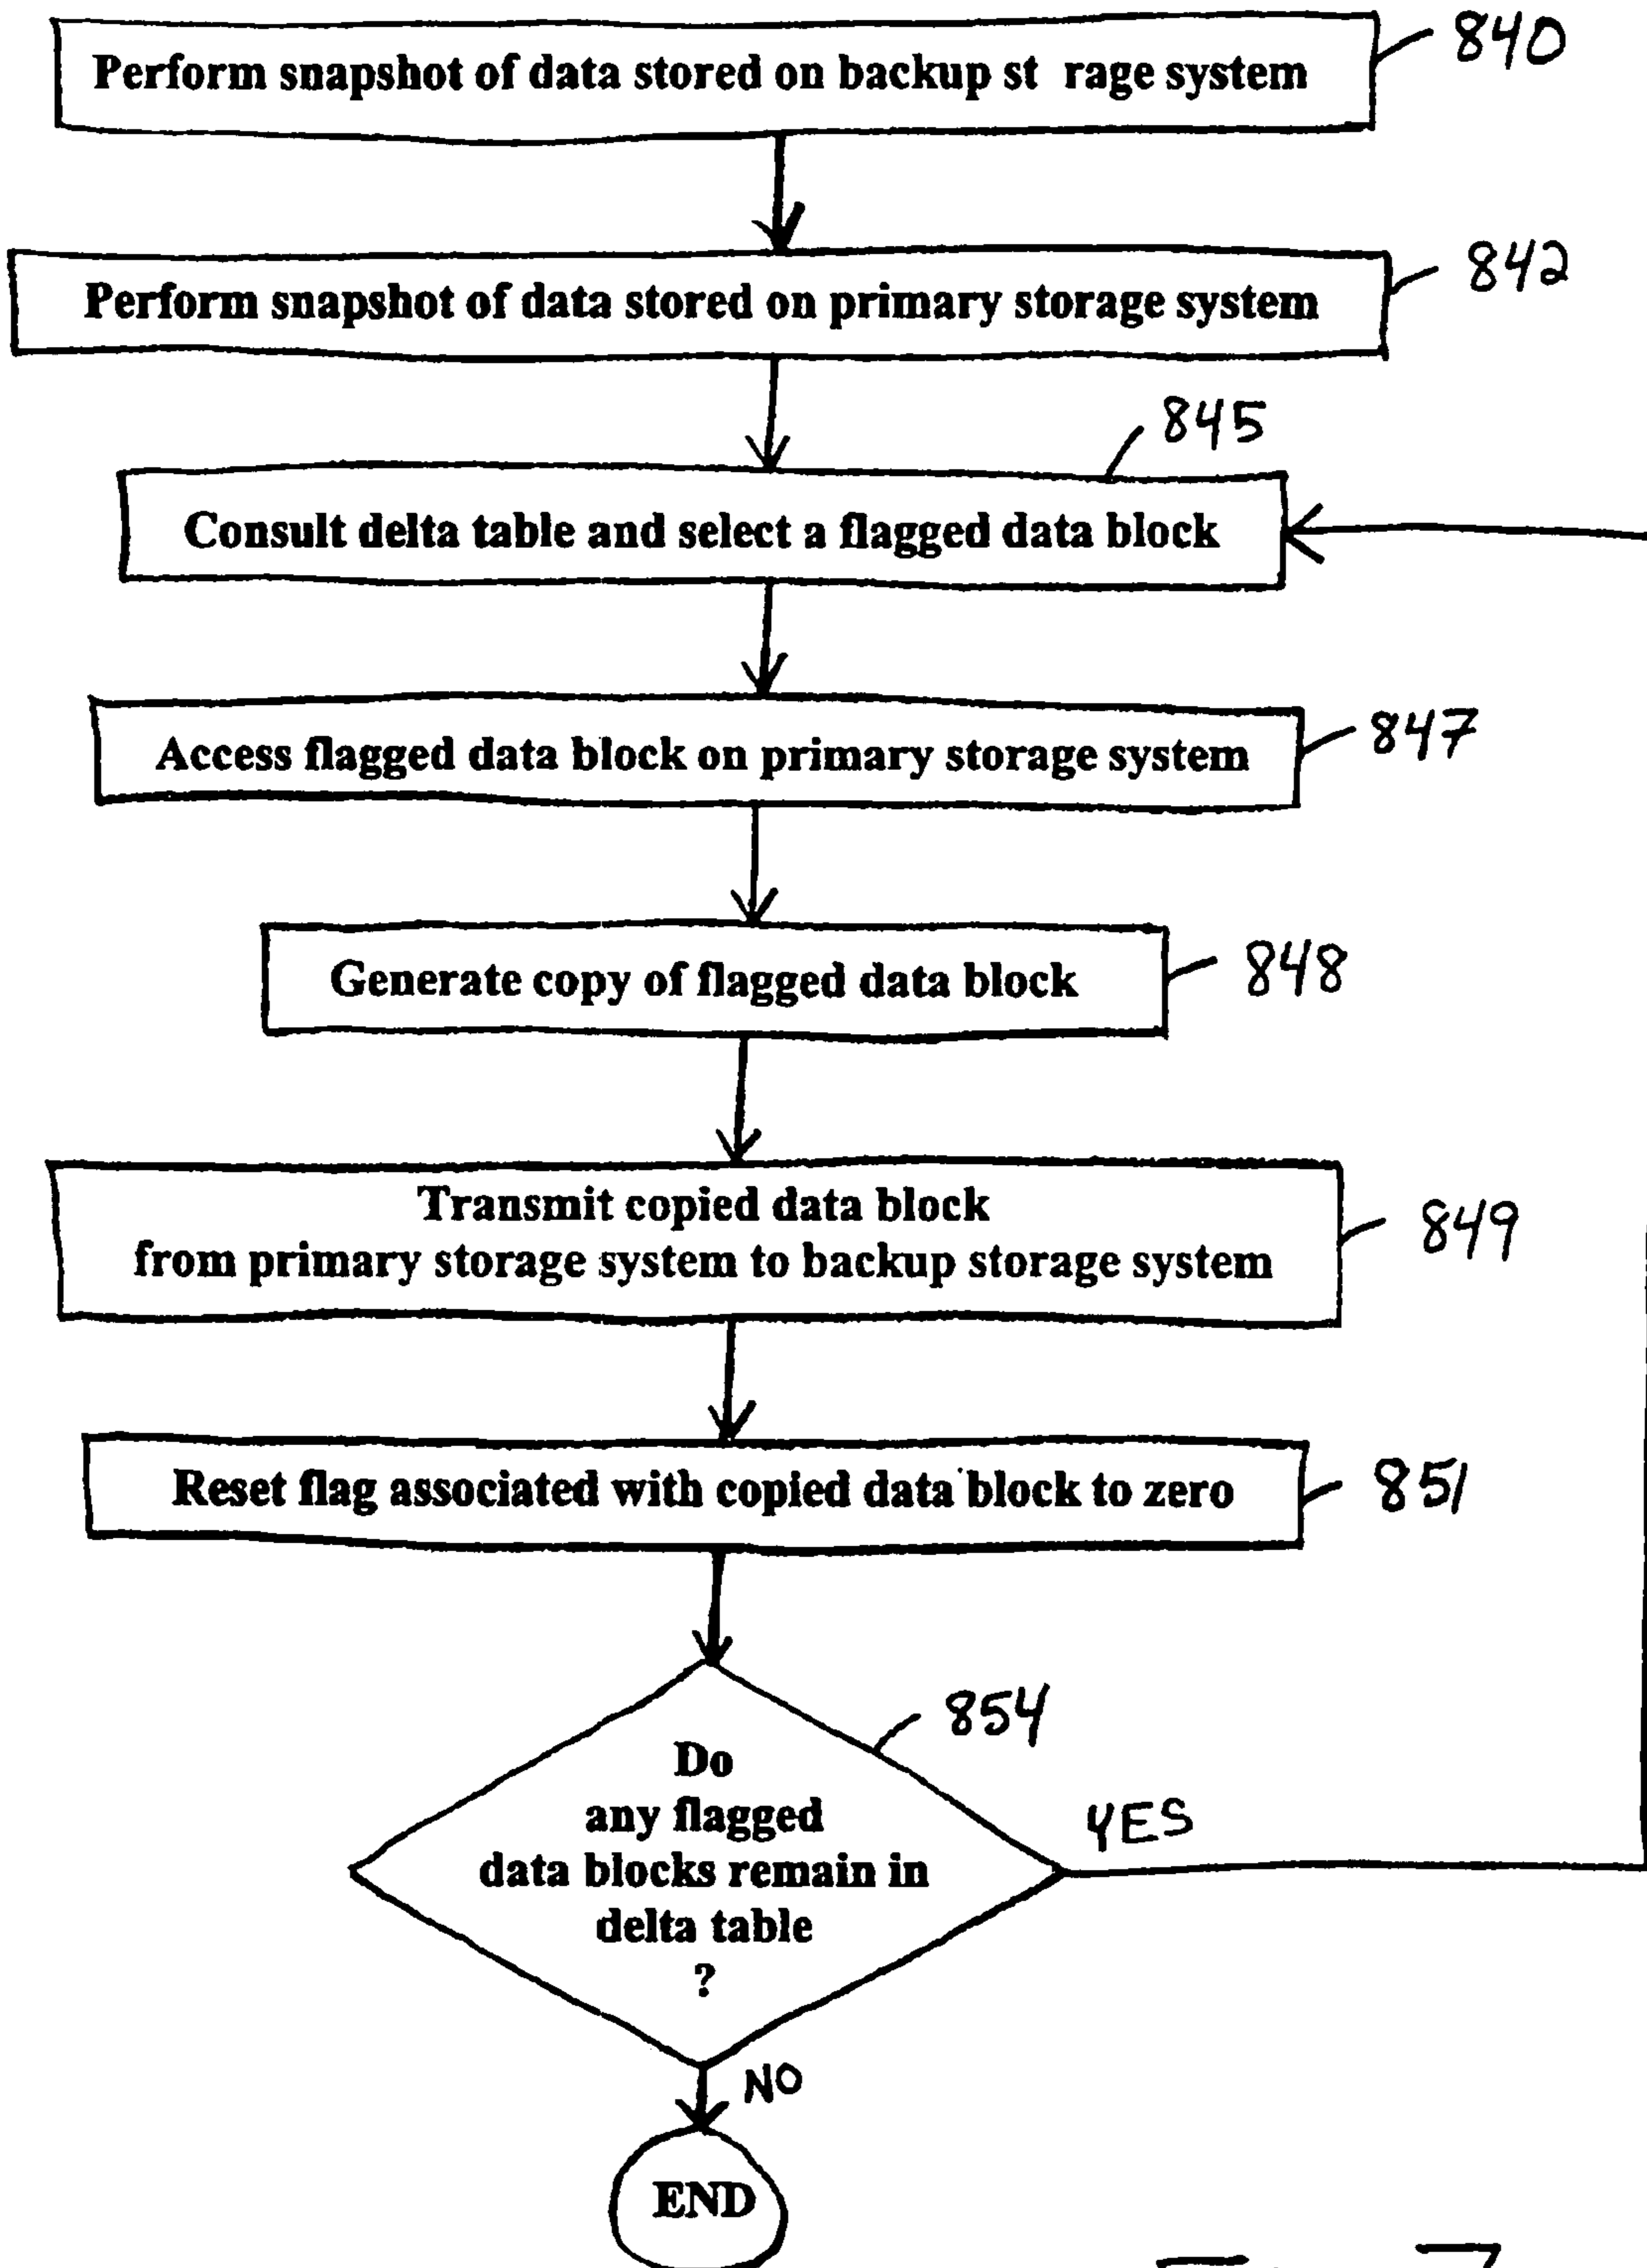 Perform snapshot of data stored on backup st rage system
840
Perform snapshot of data stored on primary storage system
842
845
Consult delta table and select a flagged data block
Access flagged data block on primary storage system
847
Generate copy of flagged data block
848
Transmit copied data block
from primary storage system to backup storage system
849
Reset flag associated with copied data block to zero
851
854
Do
any flagged
data blocks remain in
delta table
?
YES
NO
END